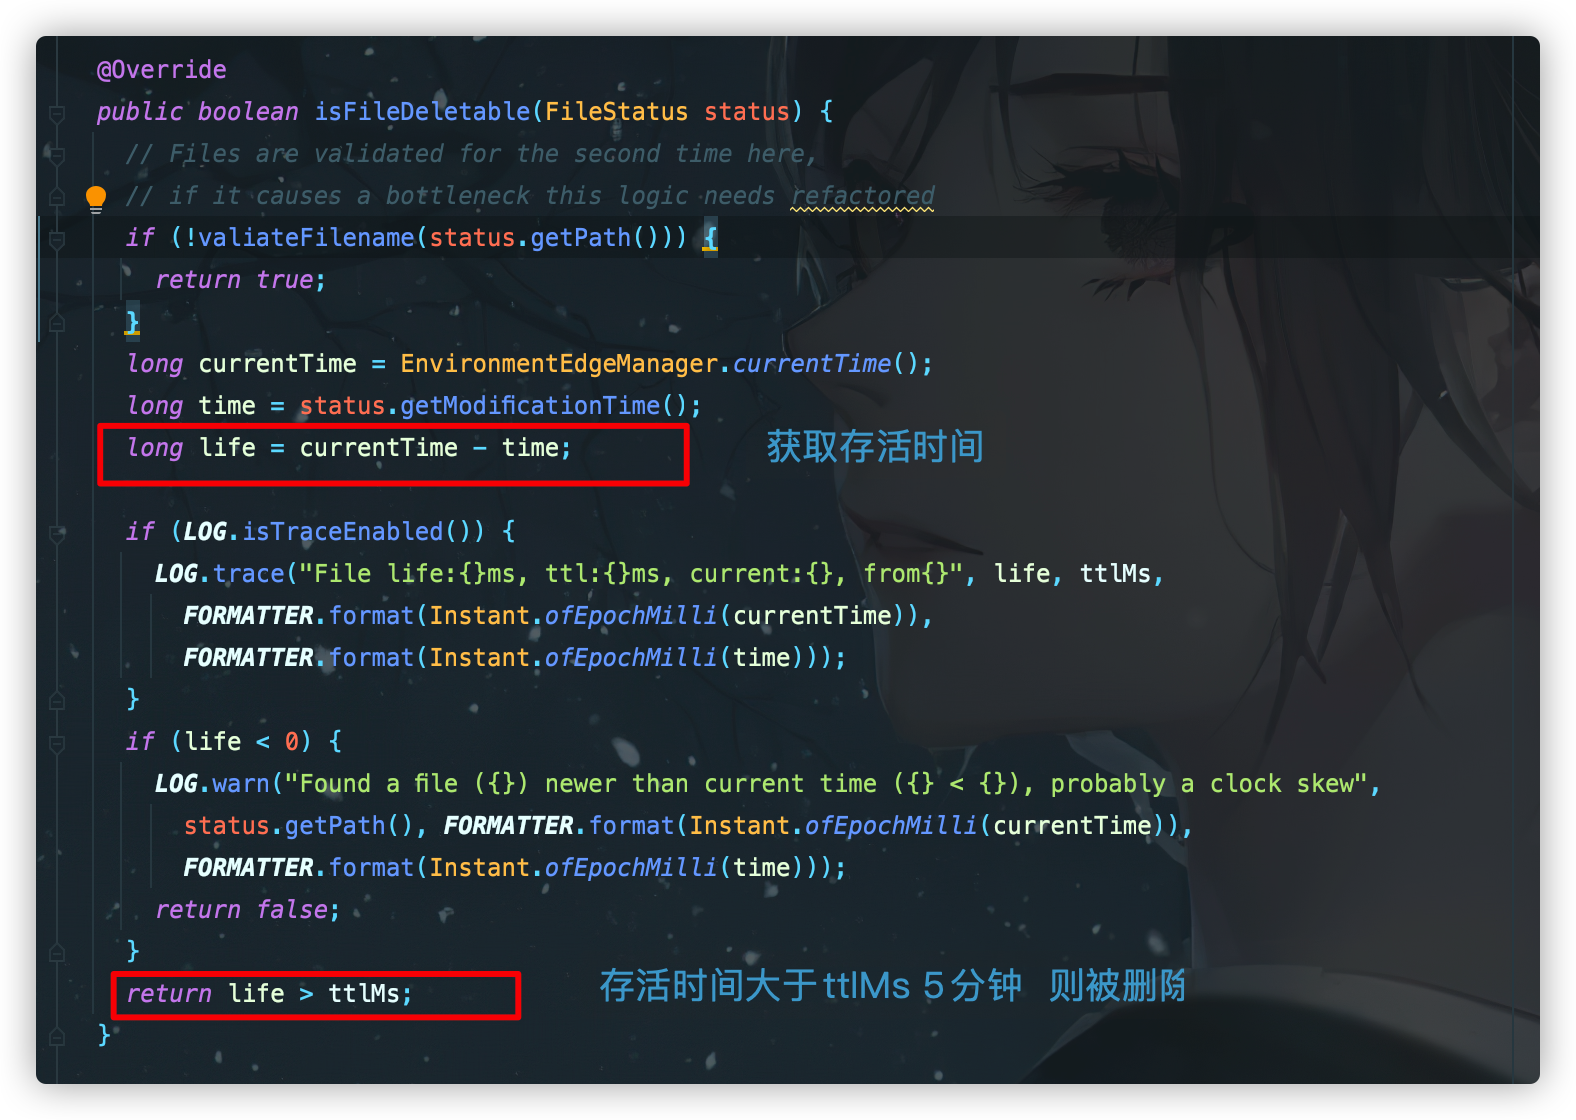 @Override
public boolean isFileDeletable(FileStatus status) {
// Files are validated for the second time here,
// if it causes a bottleneck this logic needs refactored
if (!valiateFilename(status.getPath())) {
return true;
}
long currentTime = EnvironmentEdgeManager.currentTime();
long time = status.getModificationTime();
long life = currentTime - time; 获取存活时间
if (LOG.isTraceEnabled()) {
LOG.trace("File life:{}ms, ttl:{}ms, current:{}, from{}", life, ttlMs,
FORMATTER.format(Instant.ofEpochMilli(currentTime)),
FORMATTER.format(Instant.ofEpochMilli(time)));
}
if (life < 0) {
LOG.warn("Found a file ({}) newer than current time ({} < {}), probably a clock skew",
status.getPath(), FORMATTER.format(Instant.ofEpochMilli(currentTime)),
FORMATTER.format(Instant.ofEpochMilli(time)));
return false;
}
return life > ttlMs; 存活时间大于ttlMs 5分钟 则被删除
}